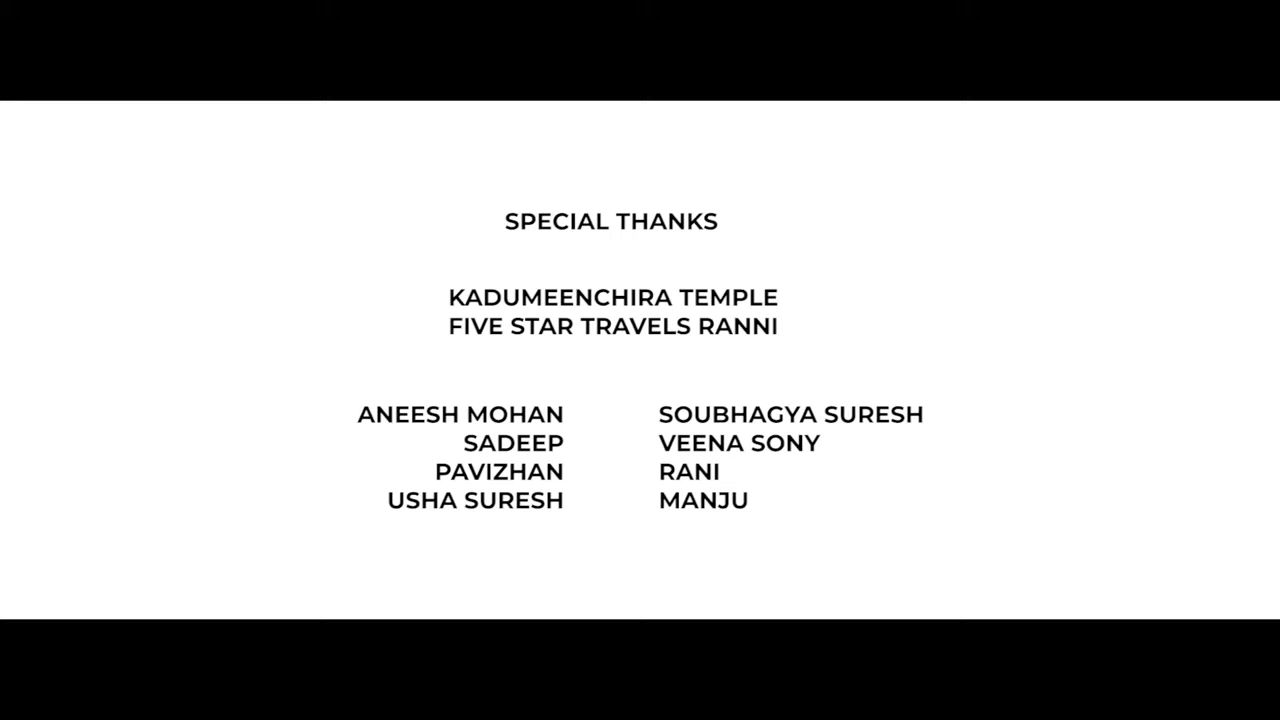 SPECIAL THANKS
KADUMEENCHIRA TEMPLE
FIVE STAR TRAVELS RANNI
ANEESH MOHAN SOUBHAGYA SURESH
SADEEP VEENA SONY
PAVIZHAN RANI
USHA SURESH MANJU